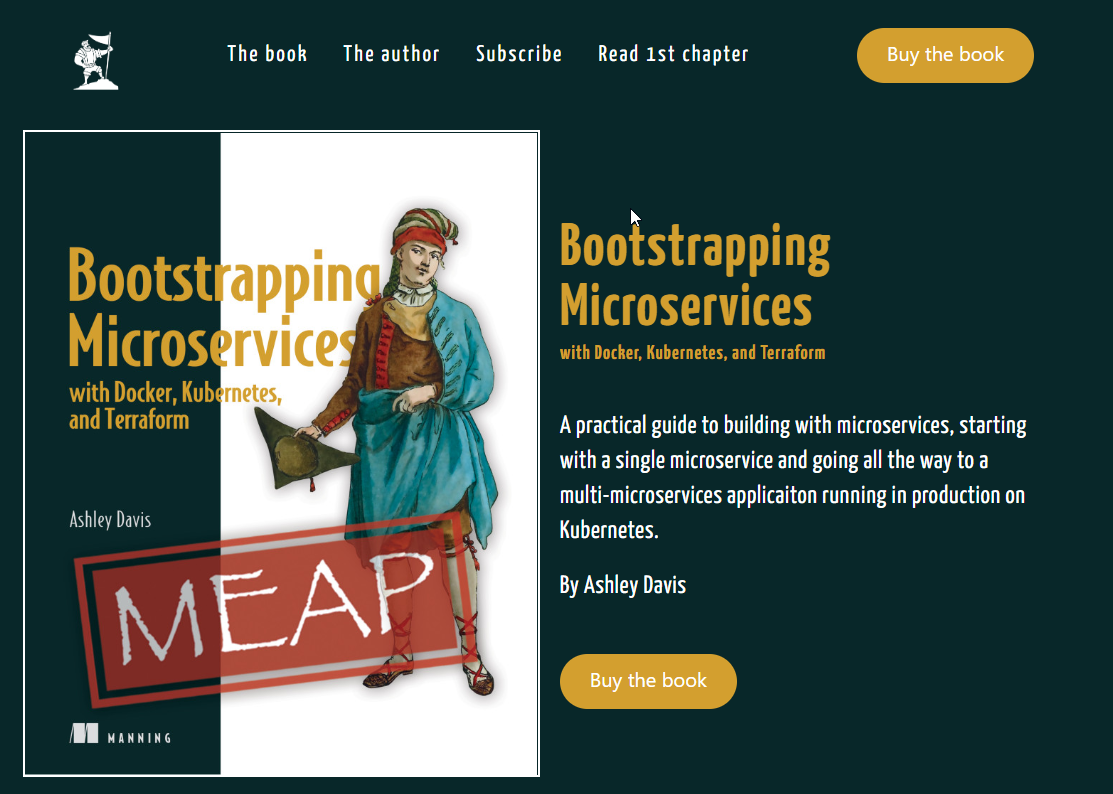 The book
The author
Subscribe
Read 1st chapter
Buy the book
Bootstrapping
Microservices
with Docker, Kubernetes,
and Terraform
Ashley Davis
MEAP
MANNING
Bootstrapping
Microservices
with Docker, Kubernetes, and Terraform
A practical guide to building with microservices, starting
with a single microservice and going all the way to a
multi-microservices applicaiton running in production on
Kubernetes.
By Ashley Davis
Buy the book